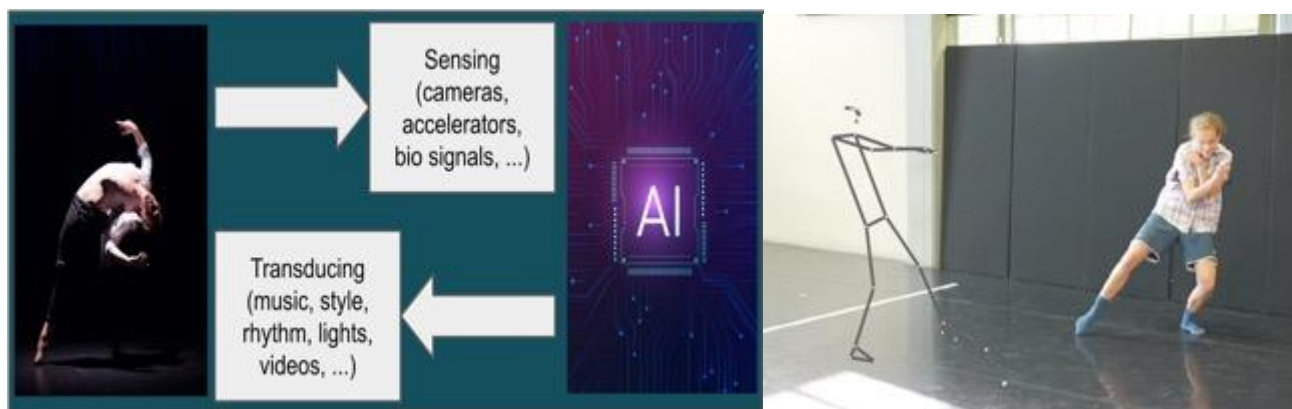 Sensing
(cameras,
accelerators,
bio signals, ...)
AI
Transducing
(music, style,
rhythm, lights,
videos, ...)